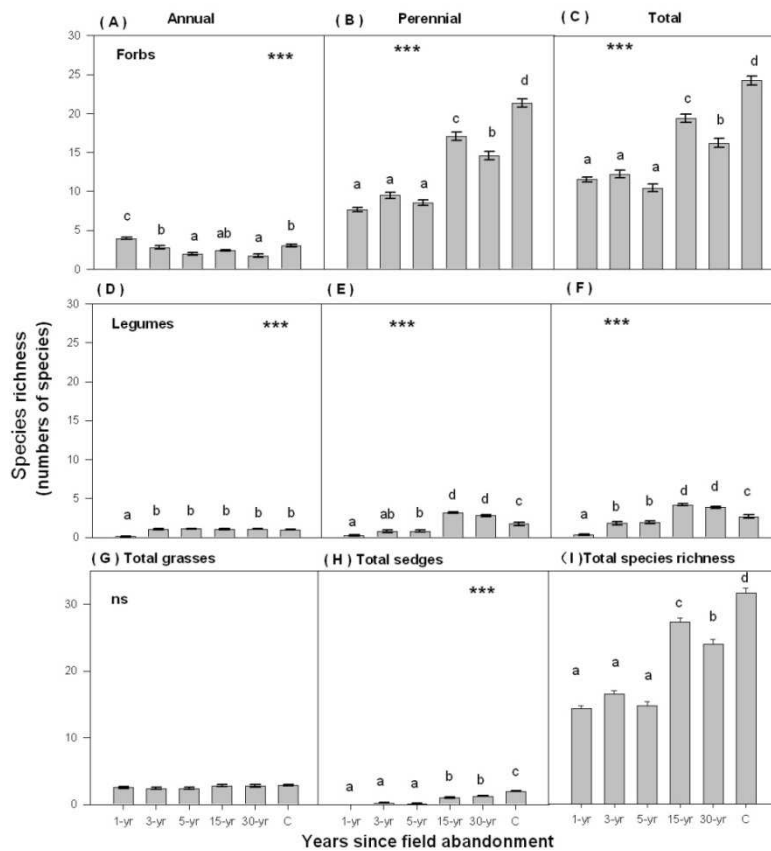 ( A ) Annual ( B ) Perennial ( C ) Total
30
25
20
15
10
5
0
Forbs *** *** ***
c b a ab a b
a a a c b d
a a a c b d
( D ) ( E ) ( F )
30
25
20
15
10
5
0
Legumes *** *** ***
a b b b b b
a ab b d d c
a b b d d c
Species richness
(numbers of species)
( G ) Total grasses ( H ) Total sedges (I) Total species richness
30
20
10
0
ns ***
a a a b b c
a a a c b d
1-yr 3-yr 5-yr 15-yr 30-yr C 1-yr 3-yr 5-yr 15-yr 30-yr C 1-yr 3-yr 5-yr 15-yr 30-yr C
Years since field abandonment